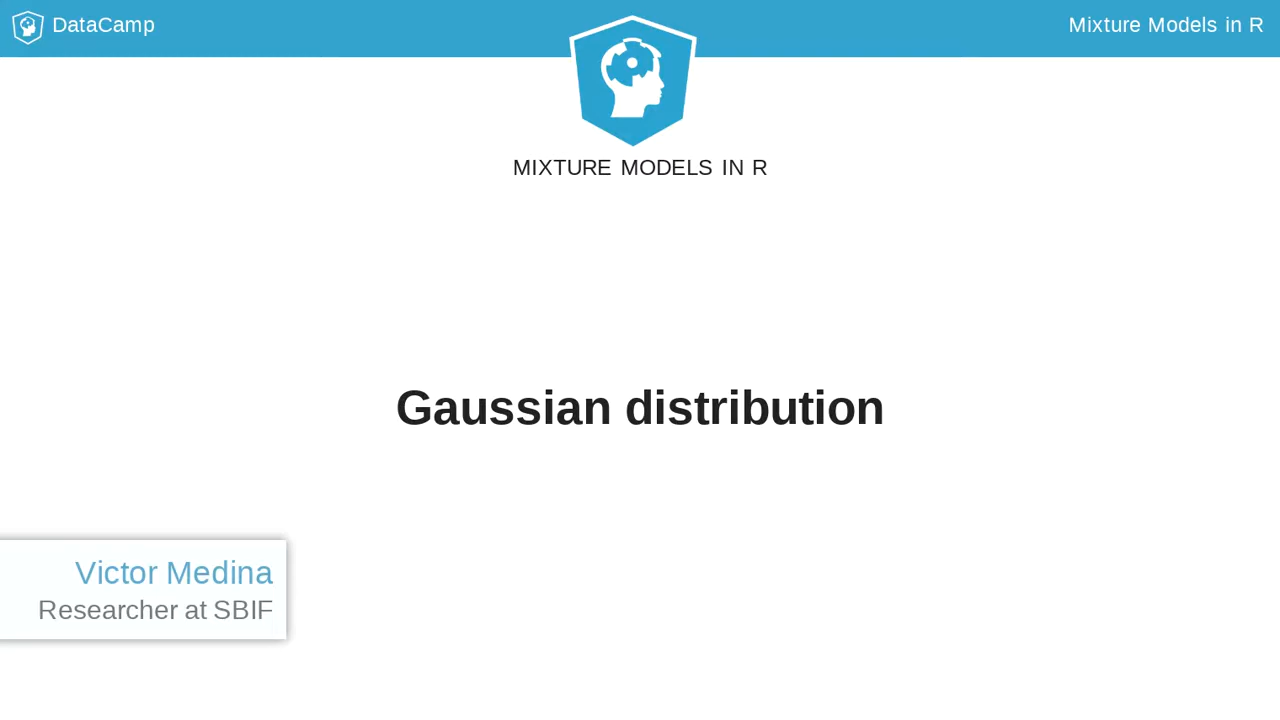 DataCamp
Mixture Models in R
MIXTURE MODELS IN R
Gaussian distribution
Victor Medina
Researcher at SBIF